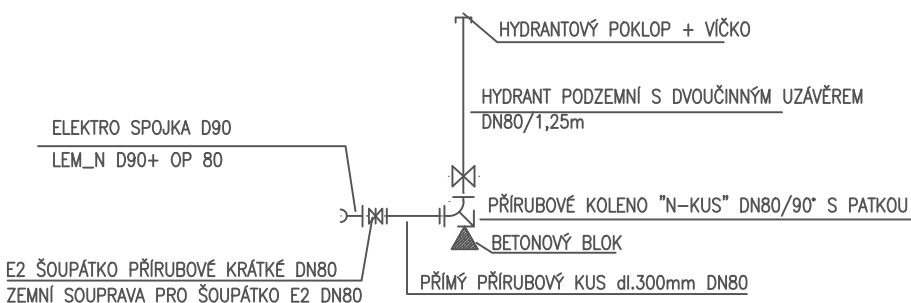 HYDRANTOVÝ POKLOP + VÍČKO
HYDRANT PODZEMNÍ S DVOUČINNÝM UZÁVĚREM
DN80/1,25m
ELEKTRO SPOJKA D90
LEM_N D90+ OP 80
PŘÍRUBOVÉ KOLENO "N-KUS" DN80/90° S PATKOU
BETONOVÝ BLOK
E2 ŠOUPÁTKO PŘÍRUBOVÉ KRÁTKÉ DN80
ZEMNÍ SOUPRAVA PRO ŠOUPÁTKO E2 DN80
PŘÍMÝ PŘÍRUBOVÝ KUS dl.300mm DN80